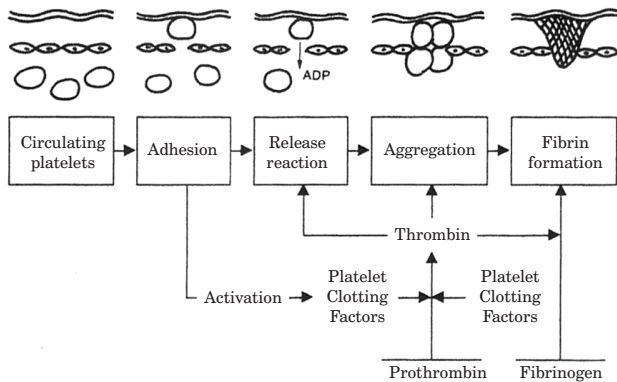 ADP
Circulating
platelets
Adhesion
Release
reaction
Aggregation
Fibrin
formation
Thrombin
Activation
Platelet
Clotting
Factors
Platelet
Clotting
Factors
Prothrombin
Fibrinogen